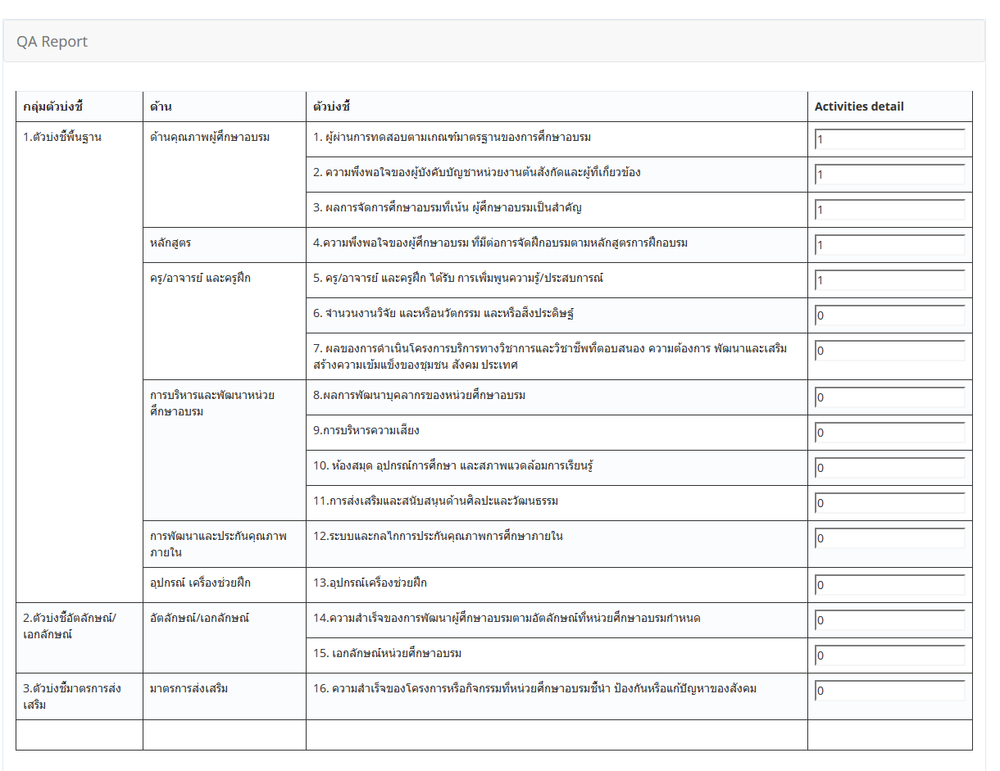 QA Report
กลุ่มตัวบ่งชี้ ด้าน ตัวบ่งชี้ Activities detail
1.ตัวบ่งชี้พื้นฐาน ด้านคุณภาพผู้ศึกษาอบรม 1. ผู้ผ่านการทดสอบตามเกณฑ์มาตรฐานของการศึกษาอบรม 1
2. ความพึงพอใจของผู้บังคับบัญชาหน่วยงานต้นสังกัดและผู้ที่เกี่ยวข้อง 1
3. ผลการจัดการศึกษาอบรมที่เน้น ผู้ศึกษาอบรมเป็นสำคัญ 1
หลักสูตร 4.ความพึงพอใจของผู้ศึกษาอบรม ที่มีต่อการจัดฝึกอบรมตามหลักสูตรการฝึกอบรม 1
ครู/อาจารย์ และครูฝึก 5. ครู/อาจารย์ และครูฝึก ได้รับ การเพิ่มพูนความรู้/ประสบการณ์ 1
6. จำนวนงานวิจัย และหรือนวัตกรรม และหรือสิ่งประดิษฐ์ 0
7. ผลของการดำเนินโครงการบริการทางวิชาการและวิชาชีพที่ตอบสนอง ความต้องการ พัฒนาและเสริม 0
สร้างความเข้มแข็งของชุมชน สังคม ประเทศ
การบริหารและพัฒนาหน่วย 8.ผลการพัฒนาบุคลากรของหน่วยศึกษาอบรม 0
ศึกษาอบรม
9.การบริหารความเสี่ยง 0
10. ห้องสมุด อุปกรณ์การศึกษา และสภาพแวดล้อมการเรียนรู้ 0
11.การส่งเสริมและสนับสนุนด้านศิลปะและวัฒนธรรม 0
การพัฒนาและประกันคุณภาพ 12.ระบบและกลไกการประกันคุณภาพการศึกษาภายใน 0
ภายใน
อุปกรณ์ เครื่องช่วยฝึก 13.อุปกรณ์เครื่องช่วยฝึก 0
2.ตัวบ่งชี้อัตลักษณ์/ อัตลักษณ์/เอกลักษณ์ 14.ความสำเร็จของการพัฒนาผู้ศึกษาอบรมตามอัตลักษณ์ที่หน่วยศึกษาอบรมกำหนด 0
เอกลักษณ์
15. เอกลักษณ์หน่วยศึกษาอบรม 0
3.ตัวบ่งชี้มาตรการส่ง มาตรการส่งเสริม 16. ความสำเร็จของโครงการหรือกิจกรรมที่หน่วยศึกษาอบรมชี้นำ ป้องกันหรือแก้ปัญหาของสังคม 0
เสริม